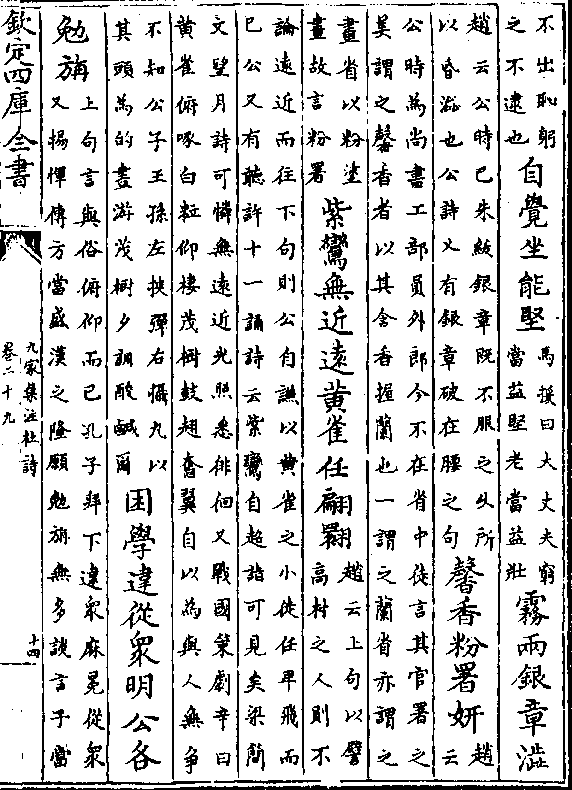 不出恥躬
之不逮也
自覺坐能堅
馬援曰大丈夫窮
當益堅老當益壯
霧雨銀章澁
趙云公時已朱紱銀章既不服之久所
以昏澁也公詩又有銀章破在腰之句
馨香粉署妍
趙
云
公時為尚書工部員外郎今不在省中徒言其官署之
美謂之馨香者以其含香握蘭也一謂之蘭省亦謂之
畫省以粉塗
畫故言粉署
紫鸞無近遠黄雀任翩翾
趙云上句以譬
高村之人則不
論遠近而往下句則公自謙以黄雀之小徒任卑飛而
已公又有聽許十一誦詩云紫鸞自超詣可見矣梁簡
文望月詩可憐無遠近光照悉徘徊又戰國策劇辛曰
黄雀俯啄白粒仰棲茂樹鼓翅奮翼自以為與人無争
不知公子王孫左挾彈右攝丸以
其頭為的晝游茂樹夕調酸鹹爾
困學違從衆明公各
勉旃
上句言與俗俯仰而已孔子拜下違衆麻冕從衆
又楊惲傳方當盛漢之隆願勉旃無多談言子當
欽定四庫全書
九家集注杜詩
卷二十九
十四